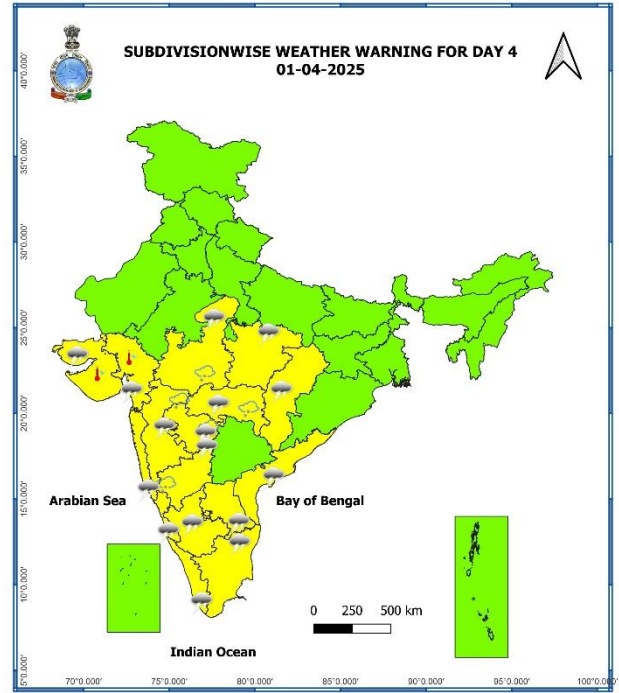 SUBDIVISIONWISE WEATHER WARNING FOR DAY 4
01-04-2025
40°0.000'
35°0.000'
30°0.000'
25°0.000'
20°0.000'
15°0.000'
10°0.000'
5°0.000'
Arabian Sea
Bay of Bengal
0 250 500 km
Indian Ocean
70°0.000' 75°0.000' 80°0.000' 85°0.000' 90°0.000' 95°0.000' 100°0.000'